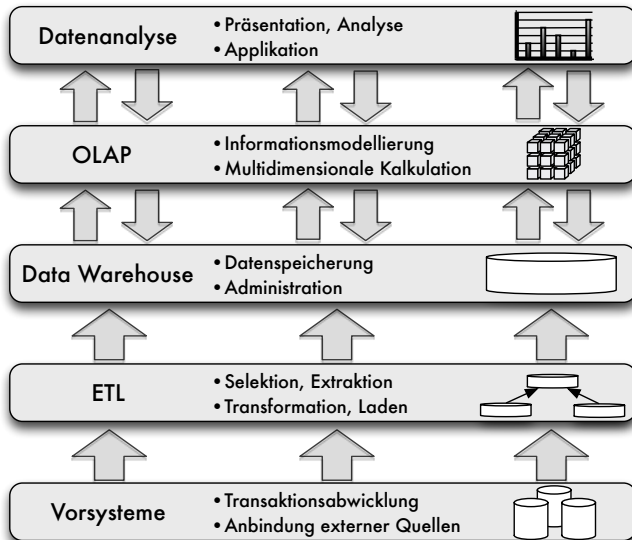 Datenanalyse
• Präsentation, Analyse
• Applikation
OLAP
• Informationsmodellierung
• Multidimensionale Kalkulation
Data Warehouse
• Datenspeicherung
• Administration
ETL
• Selektion, Extraktion
• Transformation, Laden
Vorsysteme
• Transaktionsabwicklung
• Anbindung externer Quellen